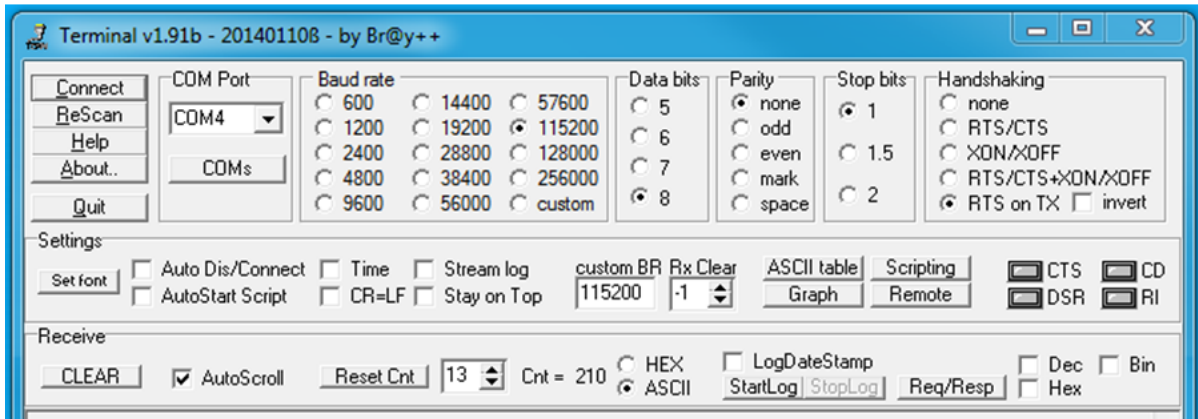 Terminal v1.91b - 20140110ß - by Br@y++
Connect
ReScan
Help
About..
Quit
COM Port
COM4
COMs
Baud rate
600 14400 57600
1200 19200 115200
2400 28800 128000
4800 38400 256000
9600 56000 custom
Data bits
5
6
7
8
Parity
none
odd
even
mark
space
Stop bits
1
1.5
2
Handshaking
none
RTS/CTS
XON/XOFF
RTS/CTS+XON/XOFF
RTS on TX invert
Settings
Set font
Auto Dis/Connect Time Stream log
AutoStart Script CR=LF Stay on Top
custom BR Rx Clear
115200 -1
ASCII table Scripting
Graph Remote
CTS CD
DSR RI
Receive
CLEAR AutoScroll Reset Cnt 13 Cnt = 210
HEX
ASCII
LogDateStamp
StartLog StopLog Req/Resp
Dec Bin
Hex